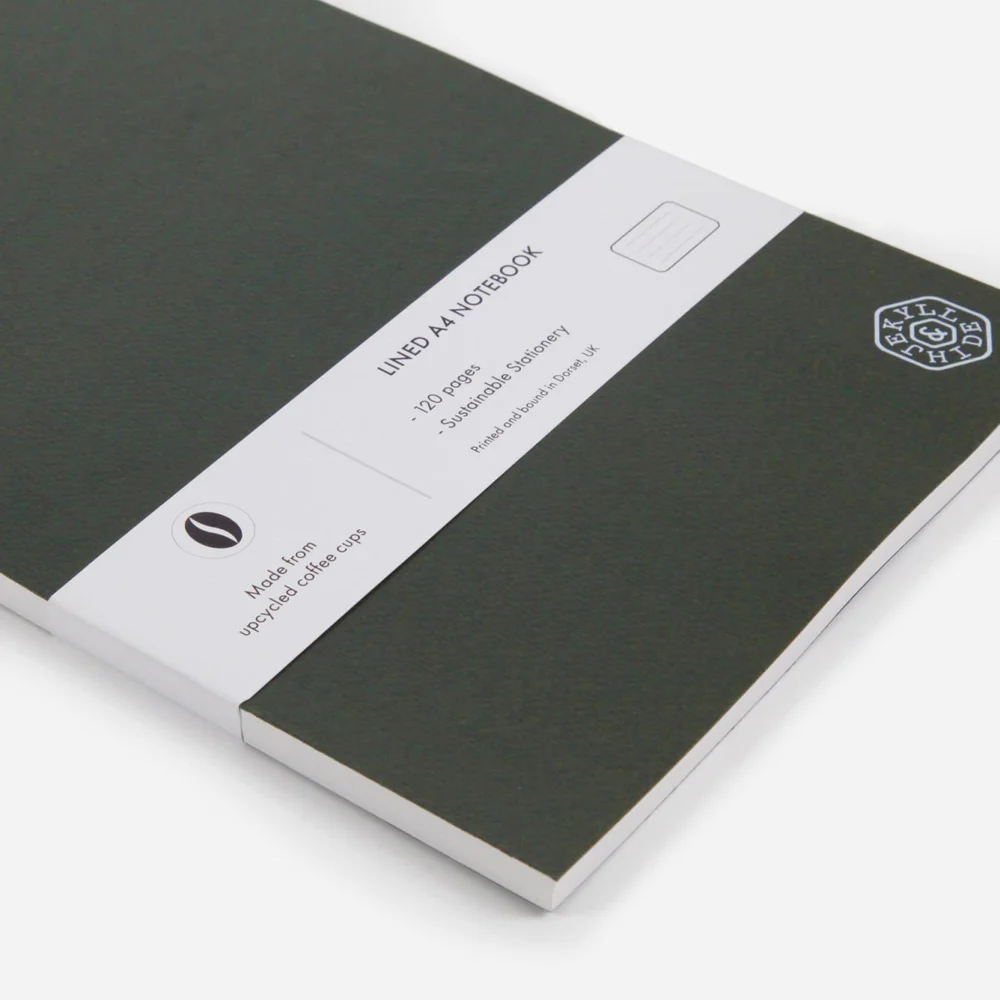 LINED A4 NOTEBOOK
- 120 pages
- Sustainable Stationery
Printed and bound in Dorset, UK
Made from
upcycled coffee cups
JEKYLL
&
HIDE